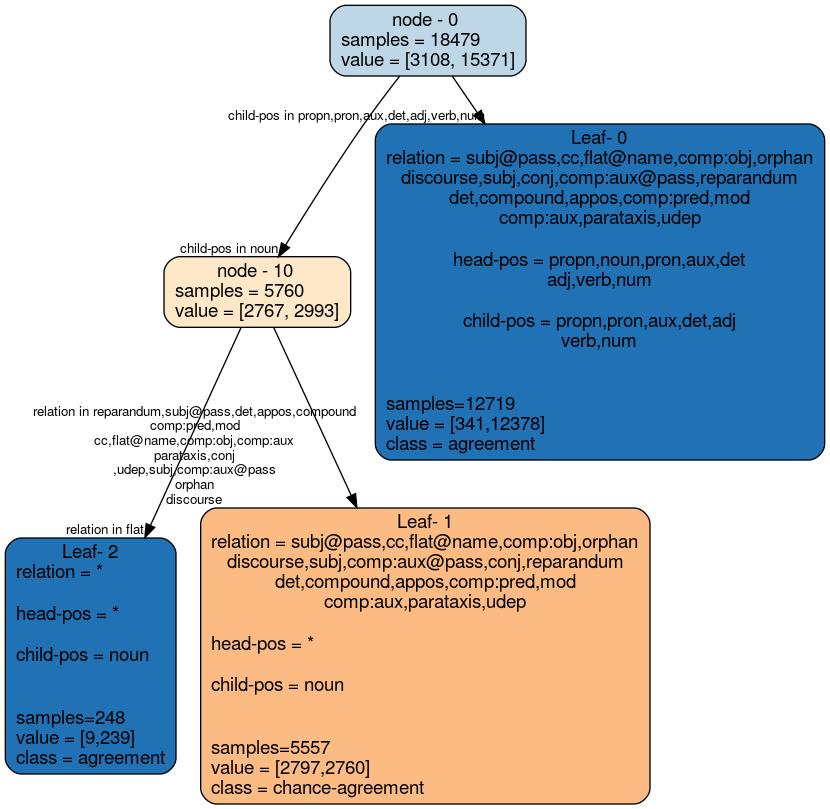 node - 0
samples = 18479
value = [3108, 15371]
child-pos in propn,pron,aux,det,adj,verb,num
Leaf- 0
relation = subj@pass,cc,flat@name,comp:obj,orphan
discourse,subj,conj,comp:aux@pass,reparandum
det,compound,appos,comp:pred,mod
comp:aux,parataxis,udep
head-pos = propn,noun,pron,aux,det
adj,verb,num
child-pos = propn,pron,aux,det,adj
verb,num
samples=12719
value = [341,12378]
class = agreement
child-pos in noun
node - 10
samples = 5760
value = [2767, 2993]
relation in reparandum,subj@pass,det,appos,compound
comp:pred,mod
cc,flat@name,comp:obj,comp:aux
parataxis,conj
,udep,subj,comp:aux@pass
orphan
discourse
relation in flat
Leaf- 2
relation = *
head-pos = *
child-pos = noun
samples=248
value = [9,239]
class = agreement
Leaf- 1
relation = subj@pass,cc,flat@name,comp:obj,orphan
discourse,subj,comp:aux@pass,conj,reparandum
det,compound,appos,comp:pred,mod
comp:aux,parataxis,udep
head-pos = *
child-pos = noun
samples=5557
value = [2797,2760]
class = chance-agreement